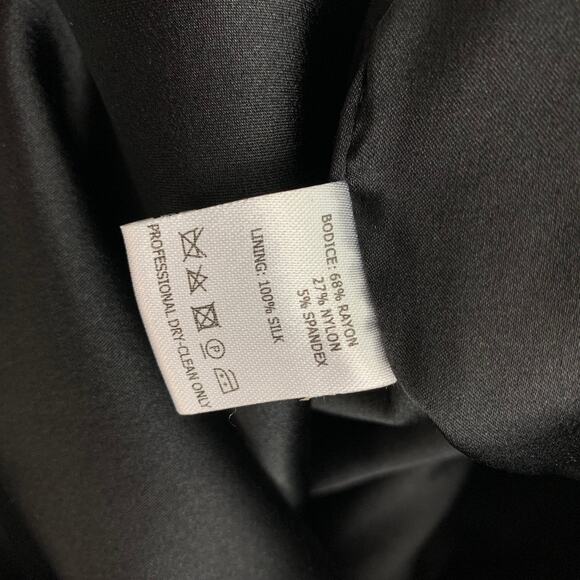 BODICE: 68% RAYON
27% NYLON
5% SPANDEX
LINING: 100% SILK
P
PROFESSIONAL DRY-CLEAN ONLY